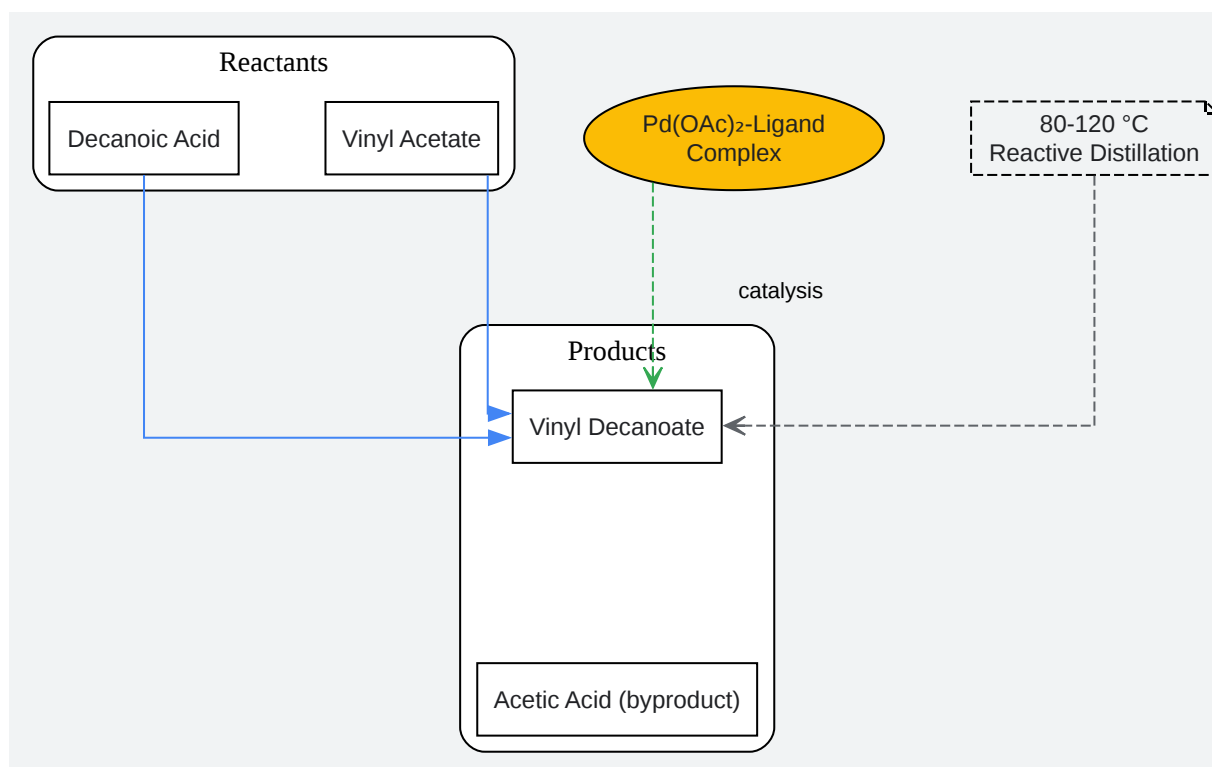 Reactants
Decanoic Acid
Vinyl Acetate
Pd(OAc)₂-Ligand
Complex
80-120 °C
Reactive Distillation
catalysis
Products
Vinyl Decanoate
Acetic Acid (byproduct)